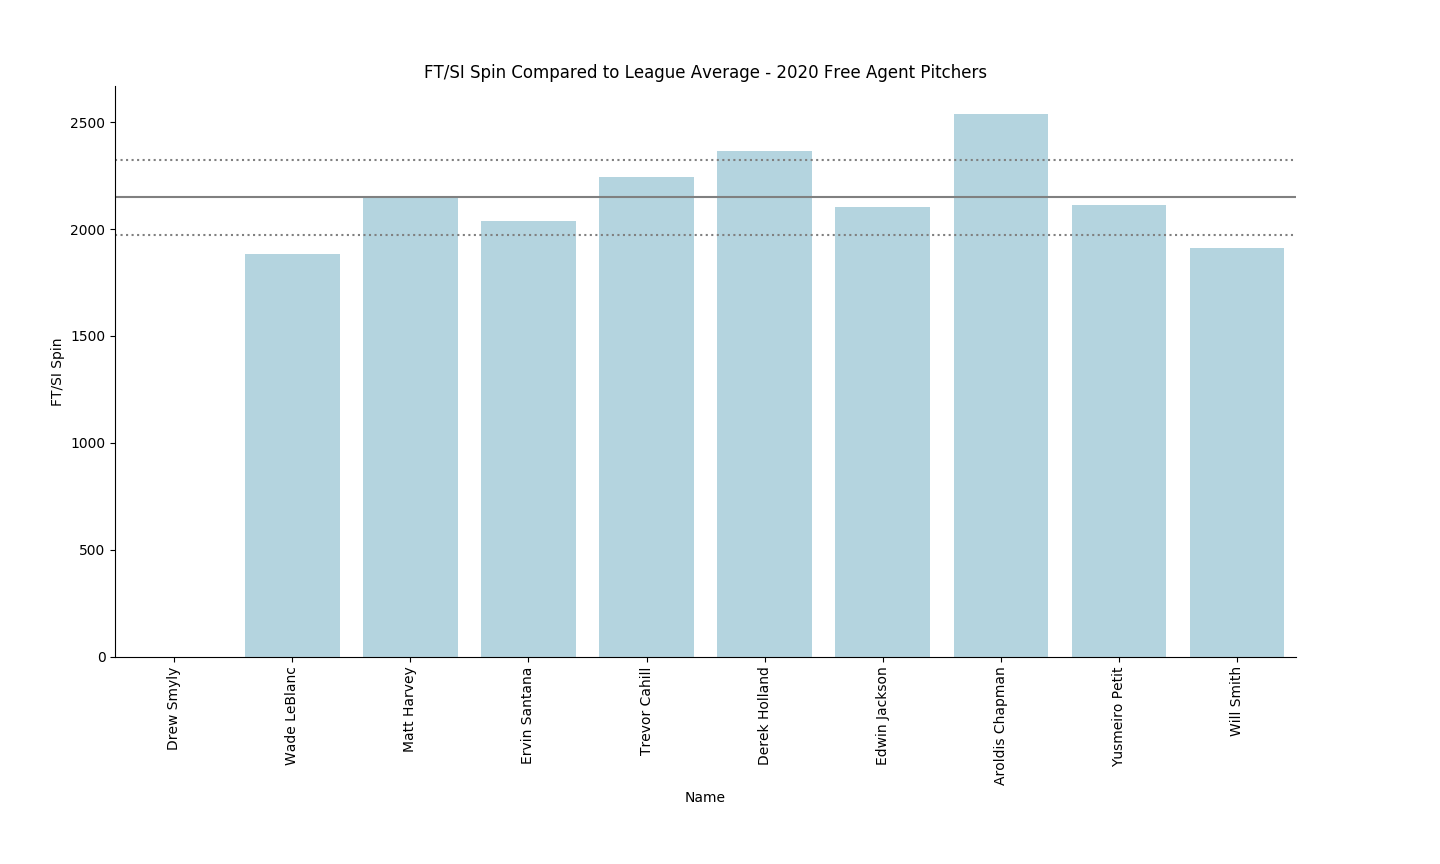 FT/SI Spin Compared to League Average - 2020 Free Agent Pitchers
2500
2000
1500
1000
500
0
FT/SI Spin
Drew Smyly
Wade LeBlanc
Matt Harvey
Ervin Santana
Trevor Cahill
Derek Holland
Edwin Jackson
Aroldis Chapman
Yusmeiro Petit
Will Smith
Name